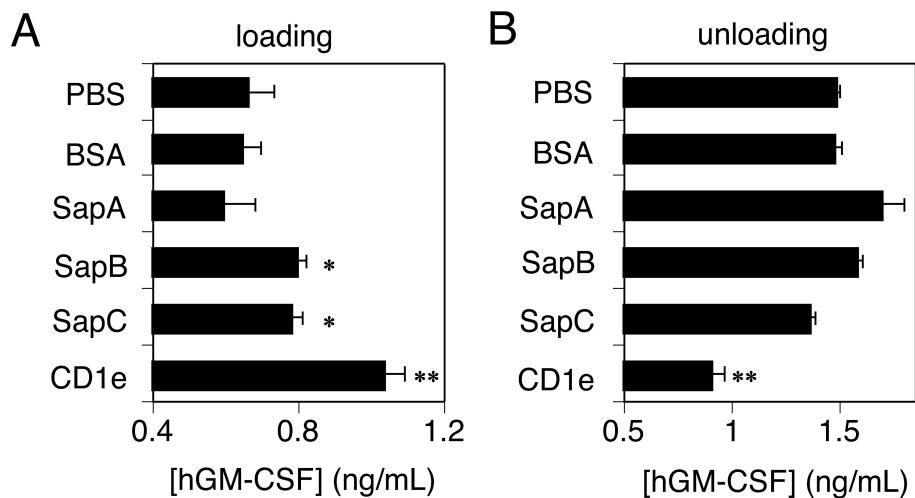 A
loading
PBS
BSA
SapA
SapB
*
SapC
*
CD1e
**
0.4
0.8
1.2
[hGM-CSF] (ng/mL)
B
unloading
PBS
BSA
SapA
SapB
SapC
CD1e
**
0.5
1
1.5
[hGM-CSF] (ng/mL)